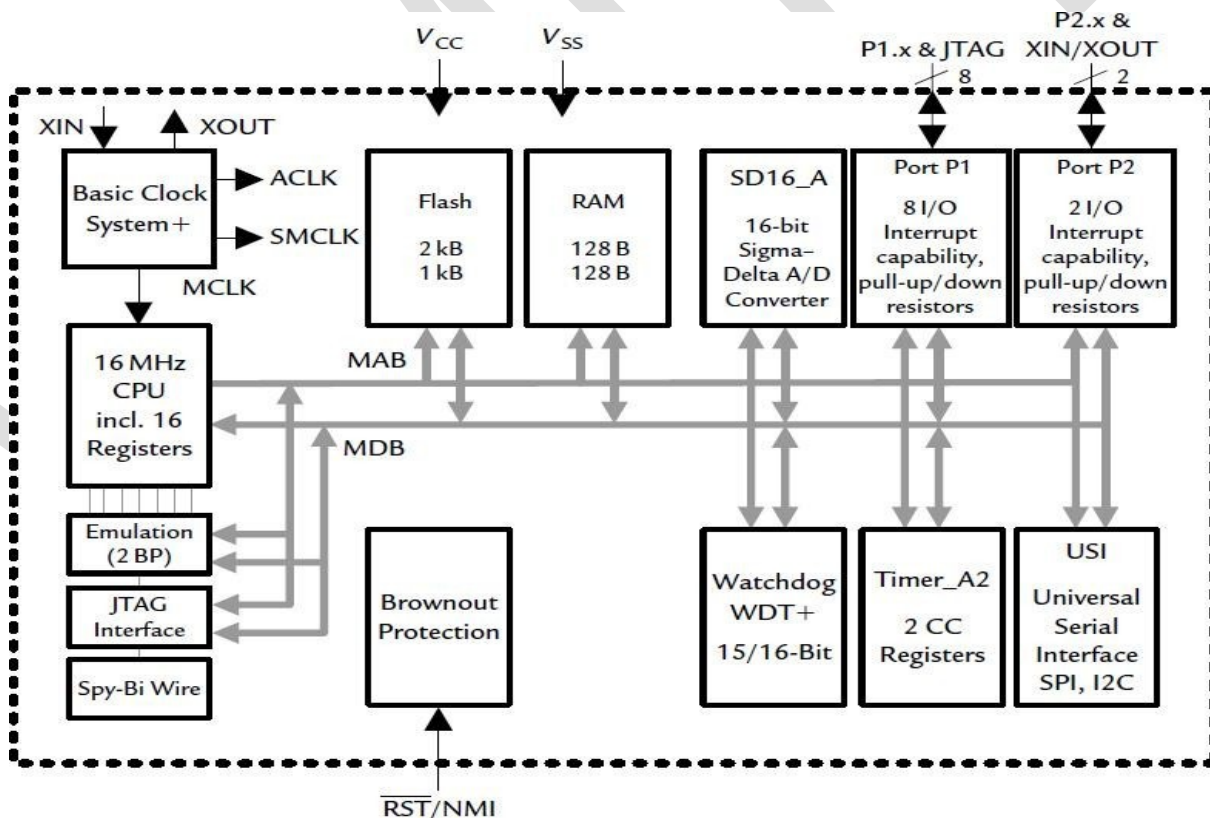 V CC
V SS
P1.x & JTAG
8
P2.x &
XIN/XOUT
2
XIN
XOUT
Basic Clock
System+
ACLK
SMCLK
MCLK
Flash
2 kB
1 kB
RAM
128 B
128 B
SD16_A
16-bit
Sigma–
Delta A/D
Converter
Port P1
8 I/O
Interrupt
capability,
pull-up/down
resistors
Port P2
2 I/O
Interrupt
capability,
pull-up/down
resistors
16 MHz
CPU
incl. 16
Registers
MAB
MDB
Emulation
(2 BP)
JTAG
Interface
Spy-Bi Wire
Brownout
Protection
Watchdog
WDT+
15/16-Bit
Timer_A2
2 CC
Registers
USI
Universal
Serial
Interface
SPI, I2C
RST/NMI